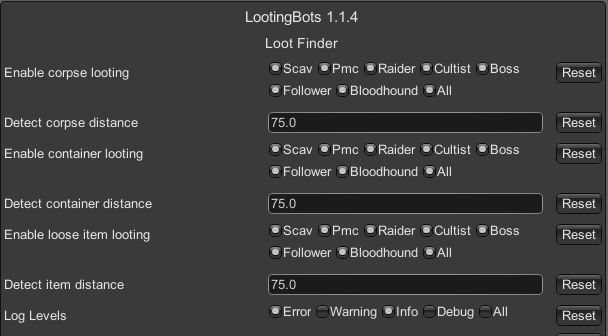 LootingBots 1.1.4
Loot Finder
Enable corpse looting Scav Pmc Raider Cultist Boss Reset
Follower Bloodhound All
Detect corpse distance 75.0 Reset
Enable container looting Scav Pmc Raider Cultist Boss Reset
Follower Bloodhound All
Detect container distance 75.0 Reset
Enable loose item looting Scav Pmc Raider Cultist Boss Reset
Follower Bloodhound All
Detect item distance 75.0 Reset
Log Levels Error Warning Info Debug All Reset